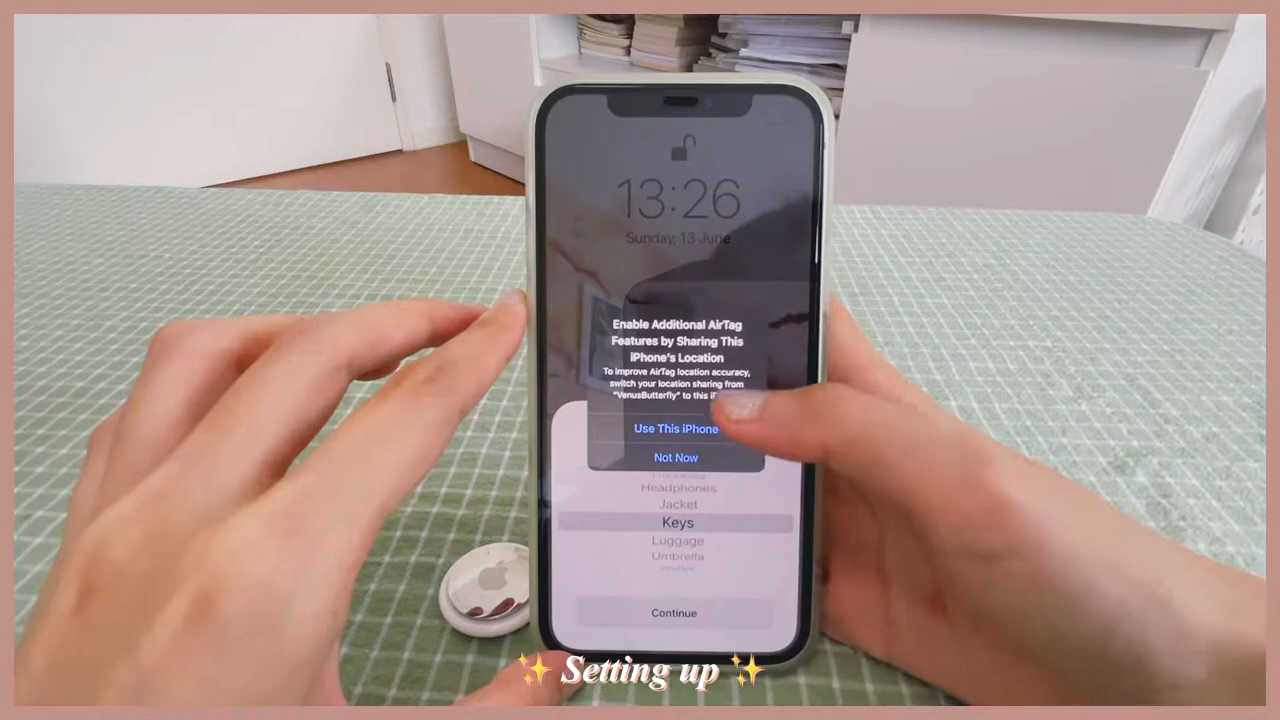 13:26
Sunday, 13 June
Enable Additional AirTag
Features by Sharing This
iPhone's Location
To improve AirTag location accuracy,
switch your location sharing from
"VenusButterfly" to this
Use This iPhone
Not Now
Headphones
Jacket
Keys
Luggage
Umbrella
Continue
✨ Setting up ✨